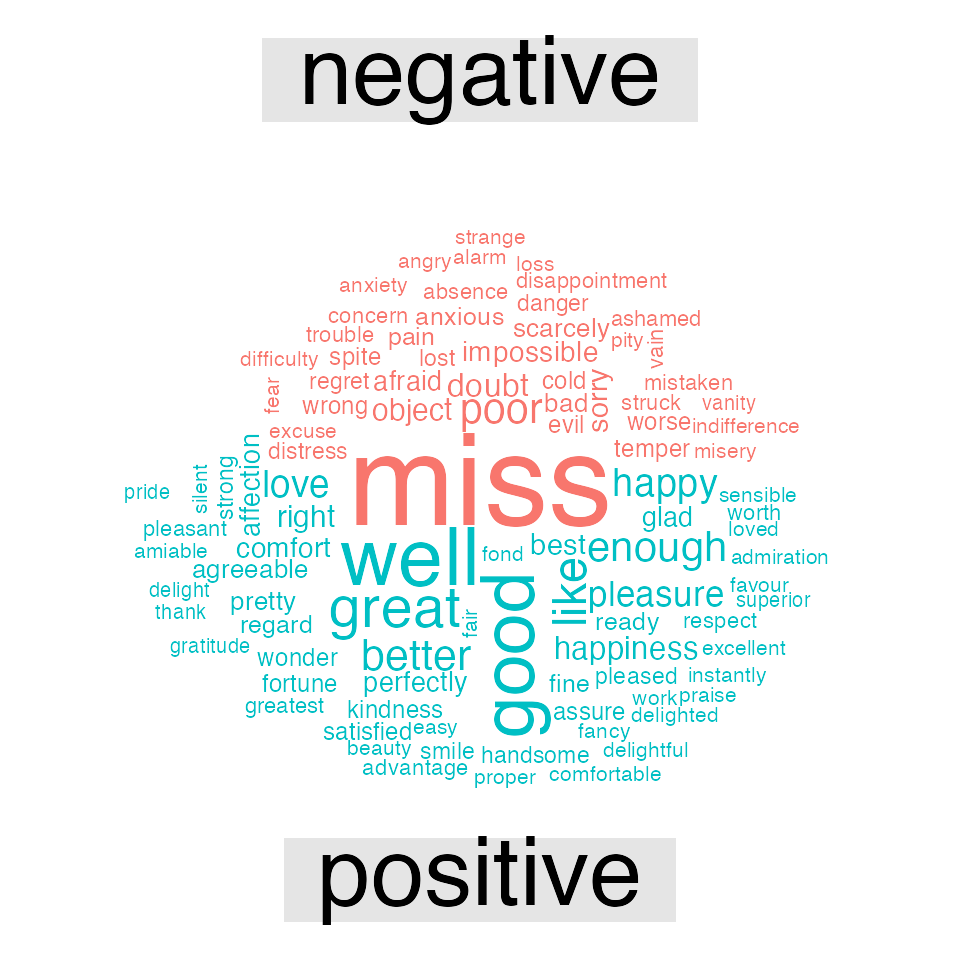 negative
strange
angry alarm loss
anxiety absence disappointment
danger
concern anxious scarcely ashamed
trouble pain pity vain
difficulty spite lost impossible
fear regret afraid doubt cold sorry mistaken
wrong object poor bad struck vanity
excuse evil worse indifference
distress miss temper misery
pride silent strong affection love happy sensible
pleasant right glad worth
loved
amiable comfort well fond best enough admiration
agreeable
delight pretty great good like pleasure favour
superior
thank regard fair ready respect
gratitude wonder better happiness excellent
fortune perfectly fine pleased instantly
greatest kindness assure work praise
delighted
satisfied easy fancy
beauty smile handsome delightful
advantage proper comfortable
positive